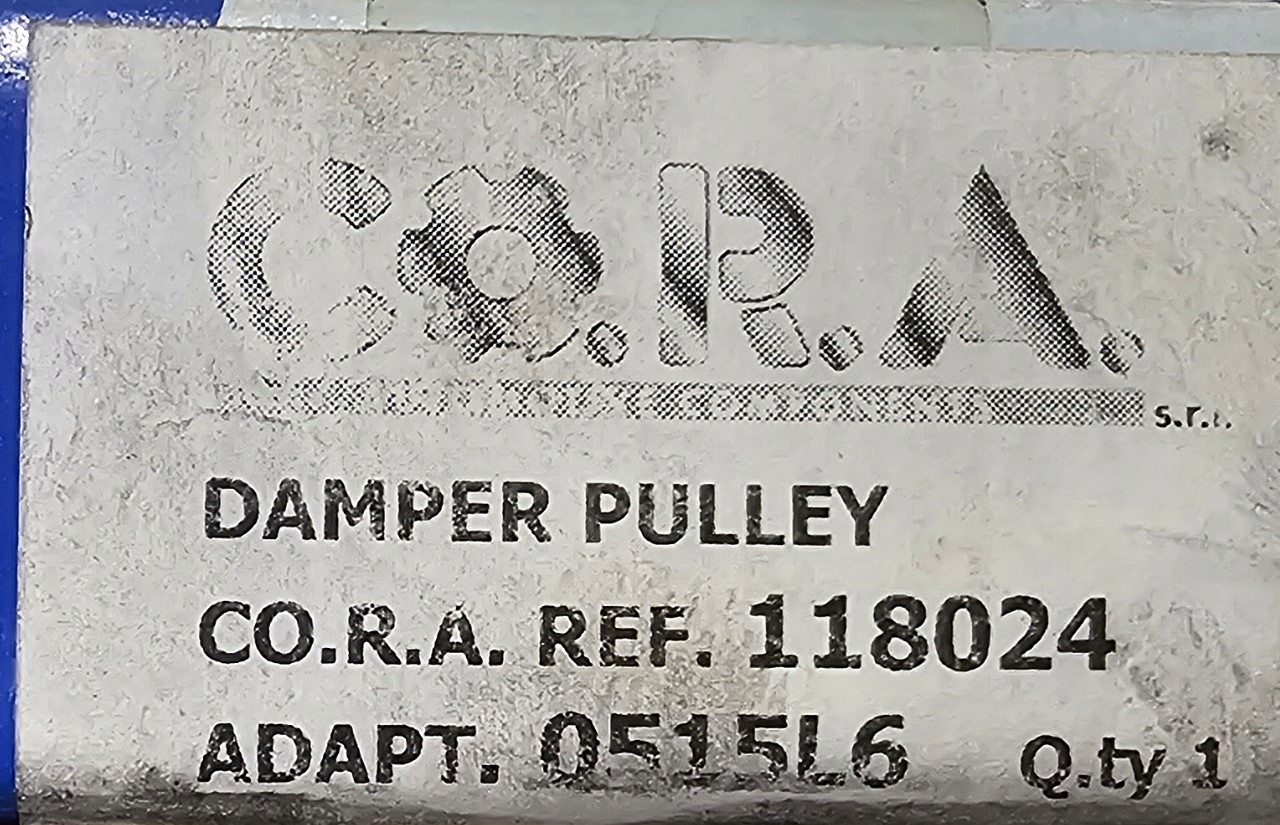 CO.R.A.
s.r.l.
DAMPER PULLEY
CO.R.A. REF. 118024
ADAPT. 0515L6 Q.ty 1